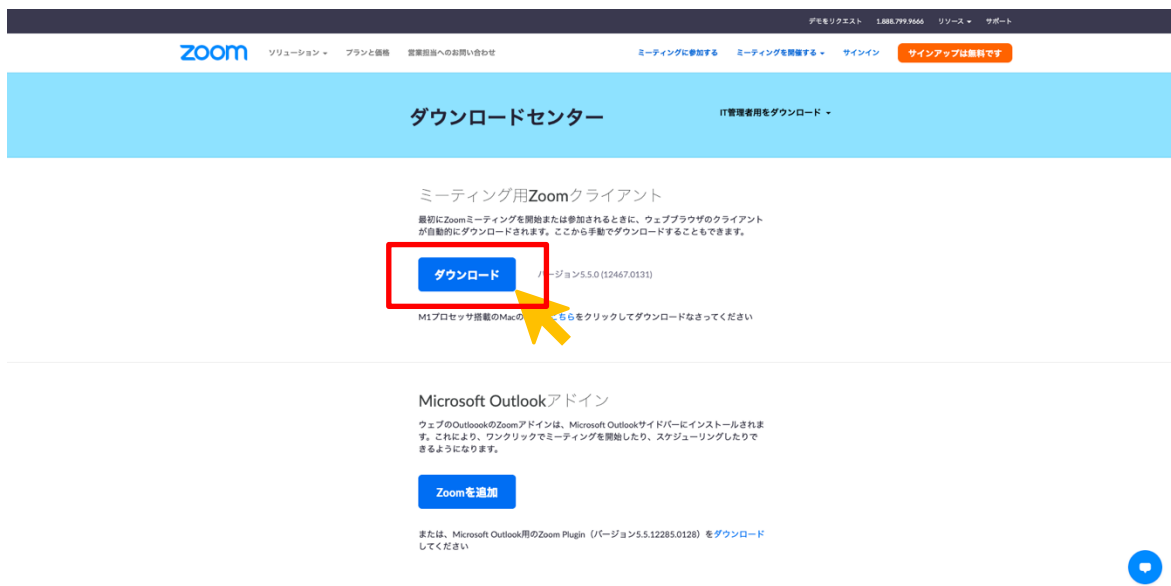 デモをリクエスト 1.888.799.9666 リソース サポート
zoom ソリューション プランと価格 営業担当へのお問い合わせ ミーティングに参加する ミーティングを開催する サインイン サインアップは無料です
ダウンロードセンター IT管理者用をダウンロード
ミーティング用Zoomクライアント
最初にZoomミーティングを開始または参加されるときに、ウェブブラウザのクライアント
が自動的にダウンロードされます。ここから手動でダウンロードすることもできます。
ダウンロード バージョン5.5.0 (12467.0131)
M1プロセッサ搭載のMacの こちらをクリックしてダウンロードなさってください
Microsoft Outlookアドイン
ウェブのOutloookのZoomアドインは、Microsoft Outlookサイドバーにインストールされま
す。これにより、ワンクリックでミーティングを開始したり、スケジューリングしたりで
きるようになります。
Zoomを追加
または、Microsoft Outlook用のZoom Plugin（バージョン5.5.12285.0128）をダウンロード
してください